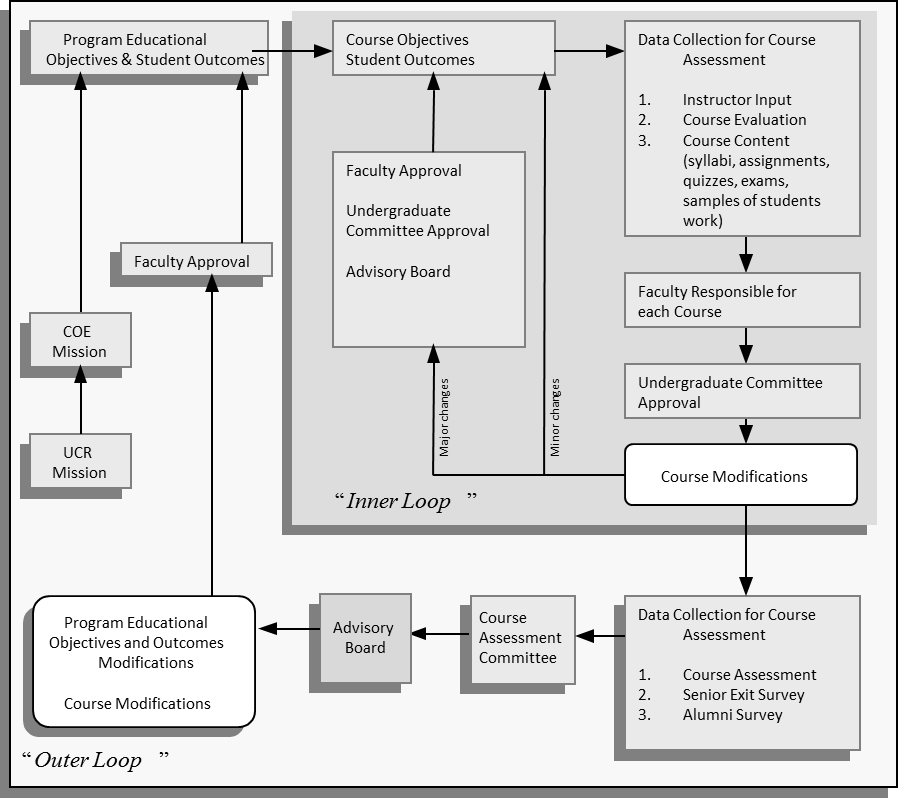 Program Educational
Objectives & Student Outcomes
Course Objectives
Student Outcomes
Data Collection for Course
Assessment
1. Instructor Input
2. Course Evaluation
3. Course Content
(syllabi, assignments,
quizzes, exams,
samples of students
work)
Faculty Approval
Undergraduate
Committee Approval
Advisory Board
Faculty Approval
Faculty Responsible for
each Course
COE
Mission
Undergraduate Committee
Approval
Major changes
Minor changes
UCR
Mission
Course Modifications
“Inner Loop ”
Program Educational
Objectives and Outcomes
Modifications
Course Modifications
Advisory
Board
Course
Assessment
Committee
Data Collection for Course
Assessment
1. Course Assessment
2. Senior Exit Survey
3. Alumni Survey
“Outer Loop ”